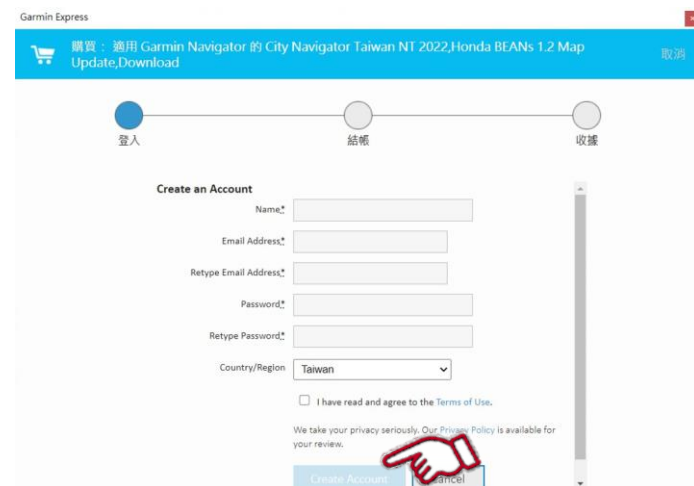 Garmin Express
購買： 適用 Garmin Navigator 的 City Navigator Taiwan NT 2022,Honda BEANs 1.2 Map
Update,Download
取消
登入
結帳
收據
Create an Account
Name*
Email Address*
Retype Email Address*
Password*
Retype Password*
Country/Region
Taiwan
I have read and agree to the Terms of Use.
We take your privacy seriously. Our Privacy Policy is available for
your review.
Create Account
Cancel